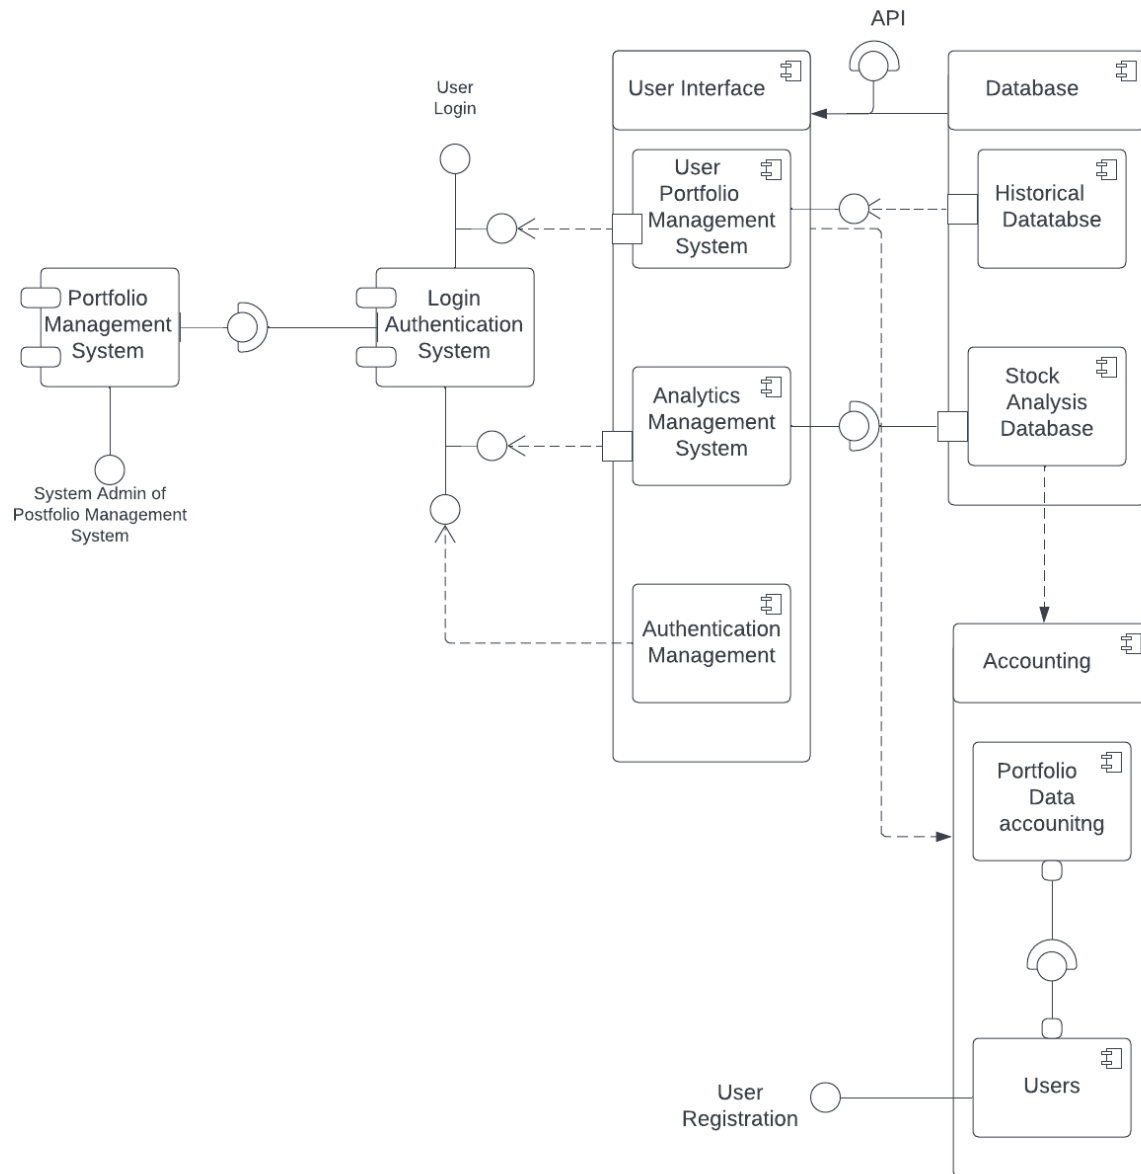 API
User Interface
Database
User
Login
User
Portfolio
Management
System
Historical
Datatabse
Portfolio
Management
System
Login
Authentication
System
Analytics
Management
System
Stock
Analysis
Database
System Admin of
Postfolio Management
System
Authentication
Management
Accounting
Portfolio
Data
accounitng
Users
User
Registration